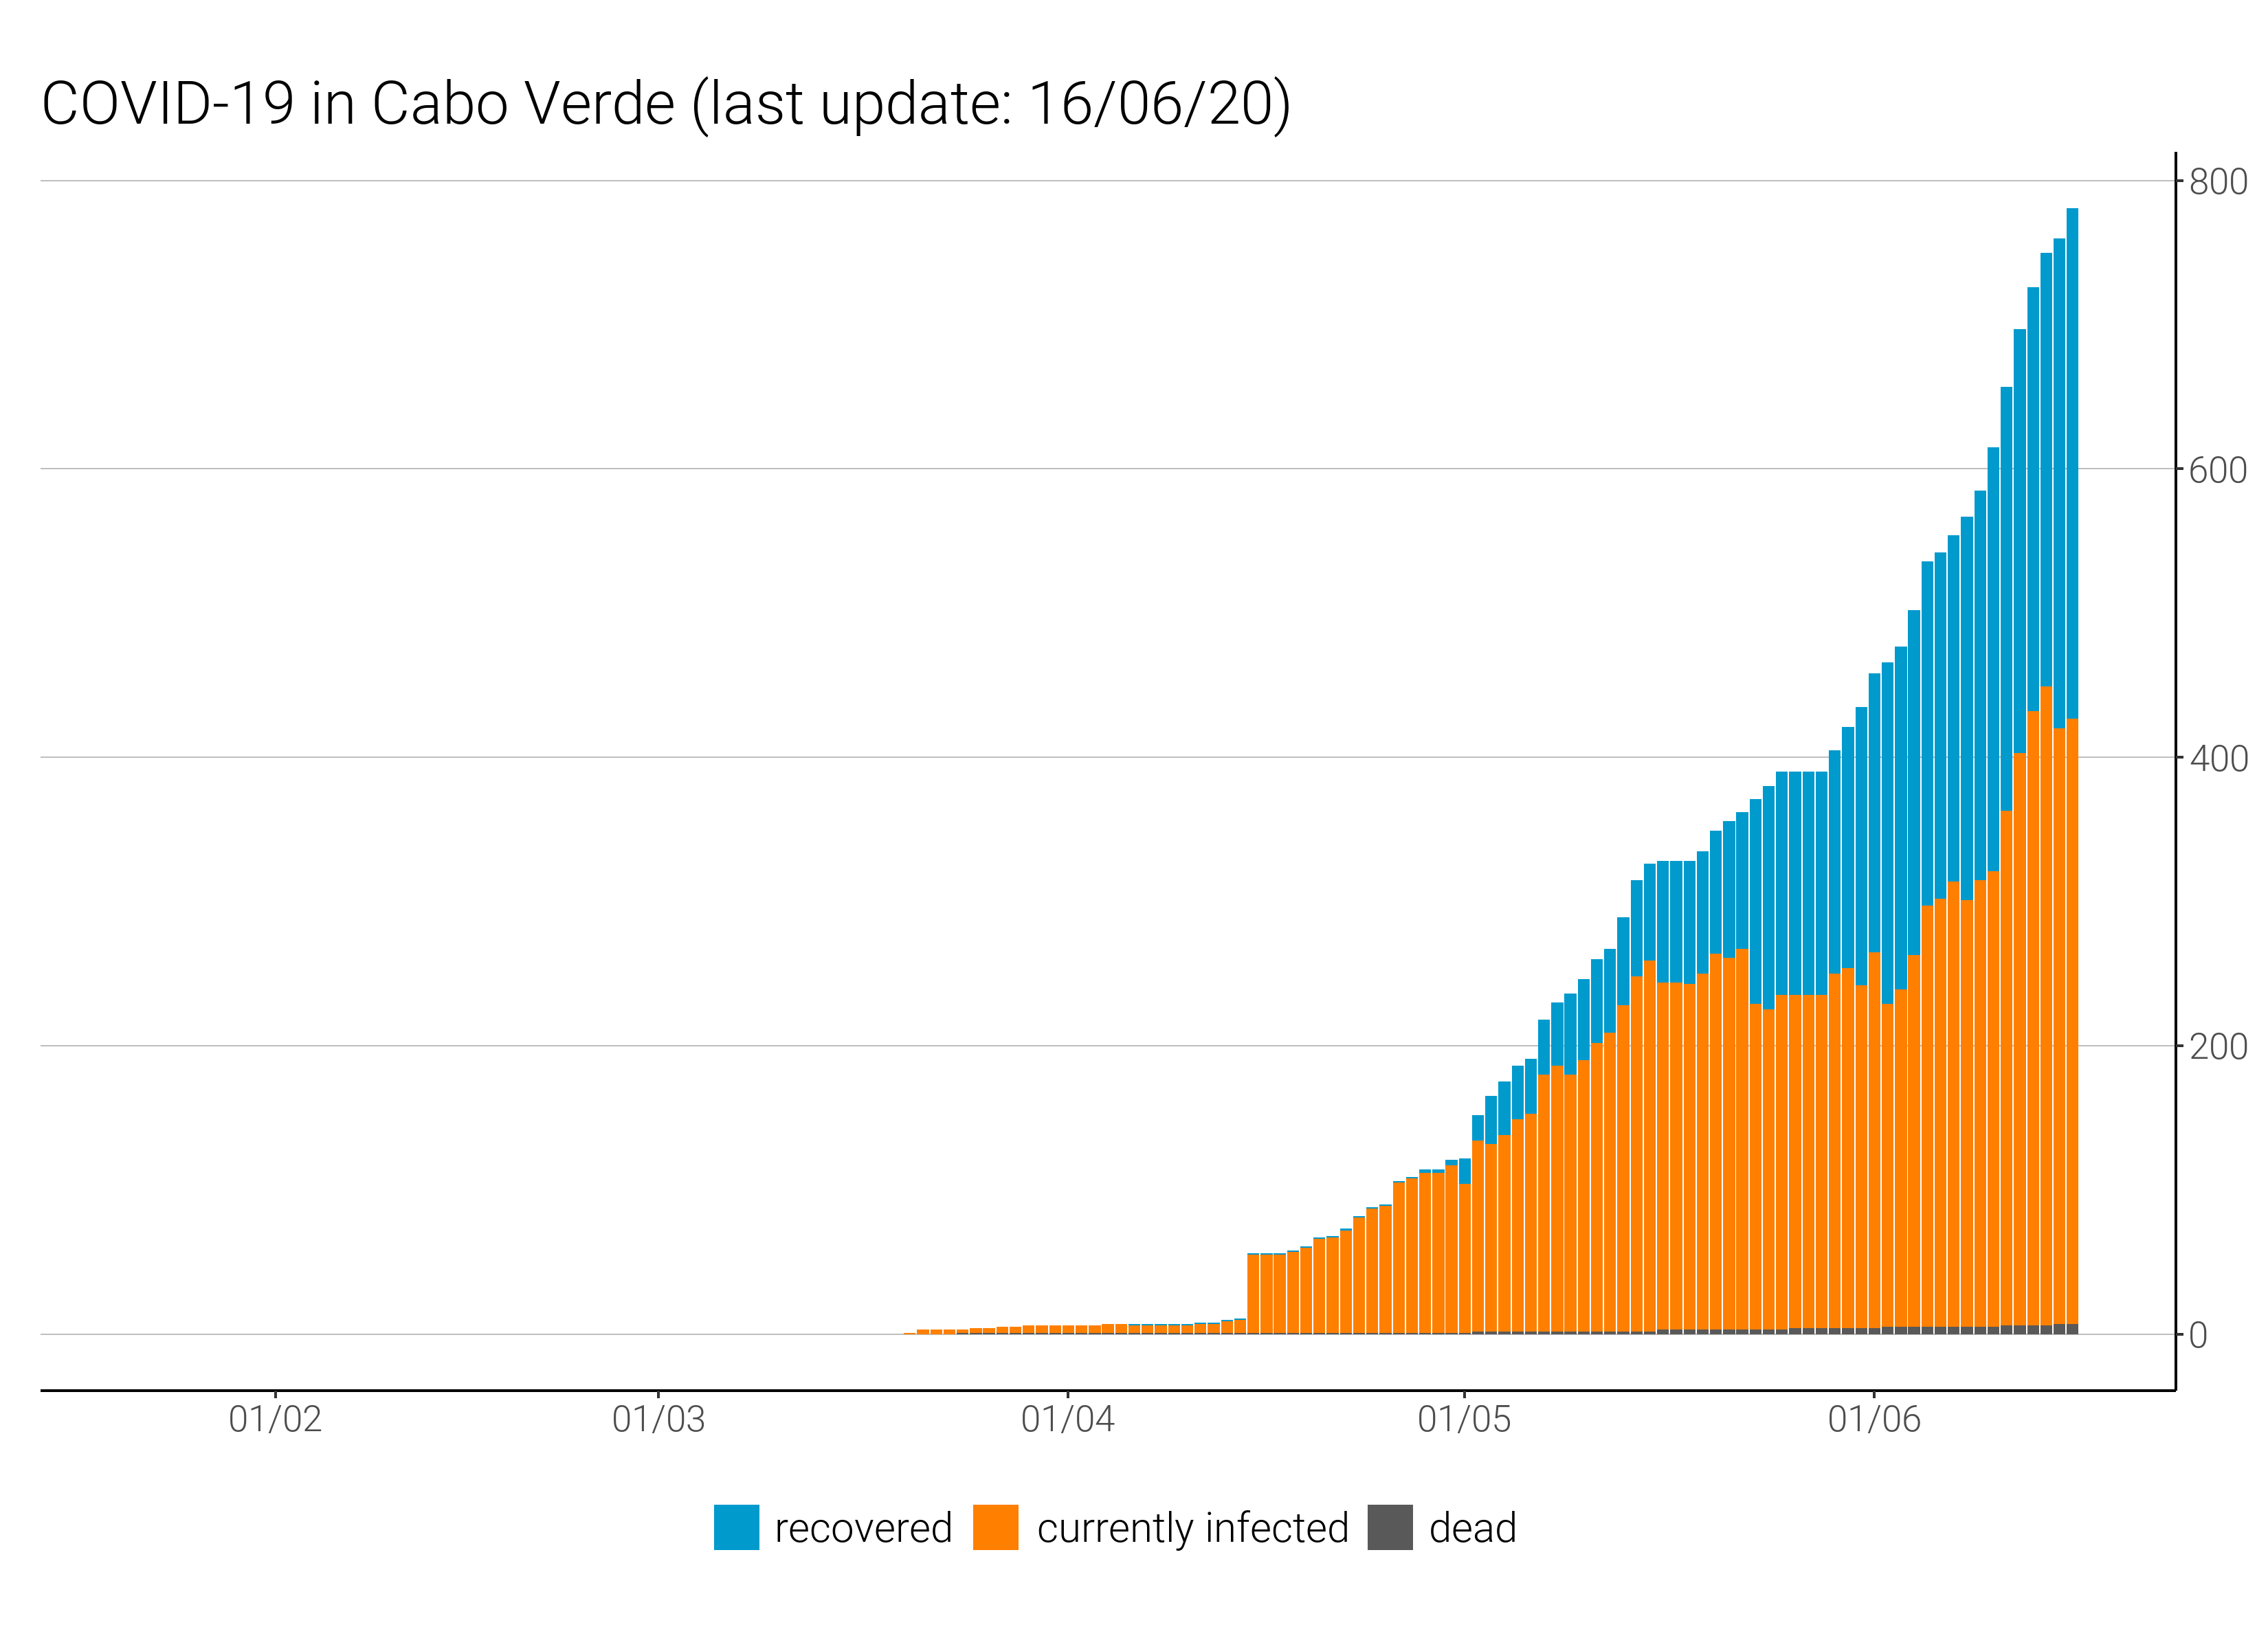 COVID-19 in Cabo Verde (last update: 16/06/20)
800
600
400
200
0
01/02 01/03 01/04 01/05 01/06
recovered currently infected dead